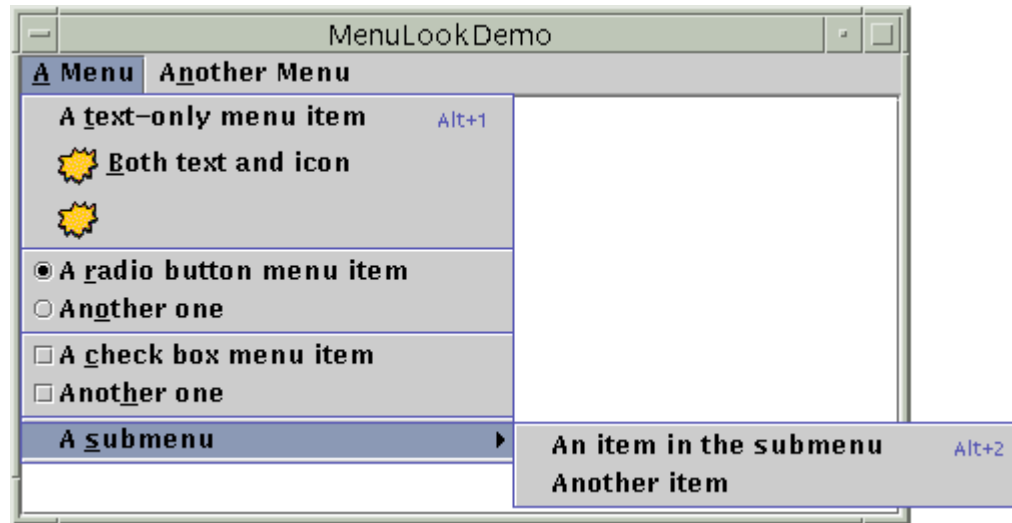 MenuLookDemo
A Menu Another Menu
A text-only menu item Alt+1
Both text and icon
A radio button menu item
Another one
A check box menu item
Another one
A submenu
An item in the submenu Alt+2
Another item